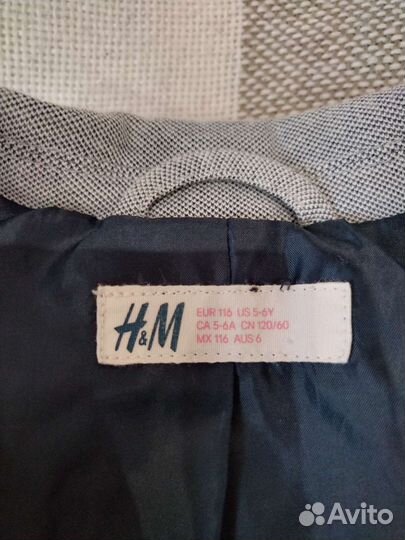 H&M
EUR 116 US 5-6Y
CA 5-6A CN 120/60
MX 116 AUS 6
Avito